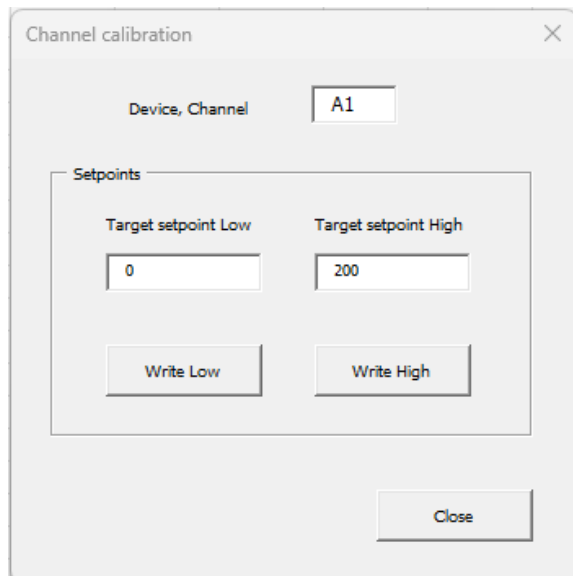 Channel calibration
Device, Channel A1
Setpoints
Target setpoint Low Target setpoint High
0 200
Write Low Write High
Close